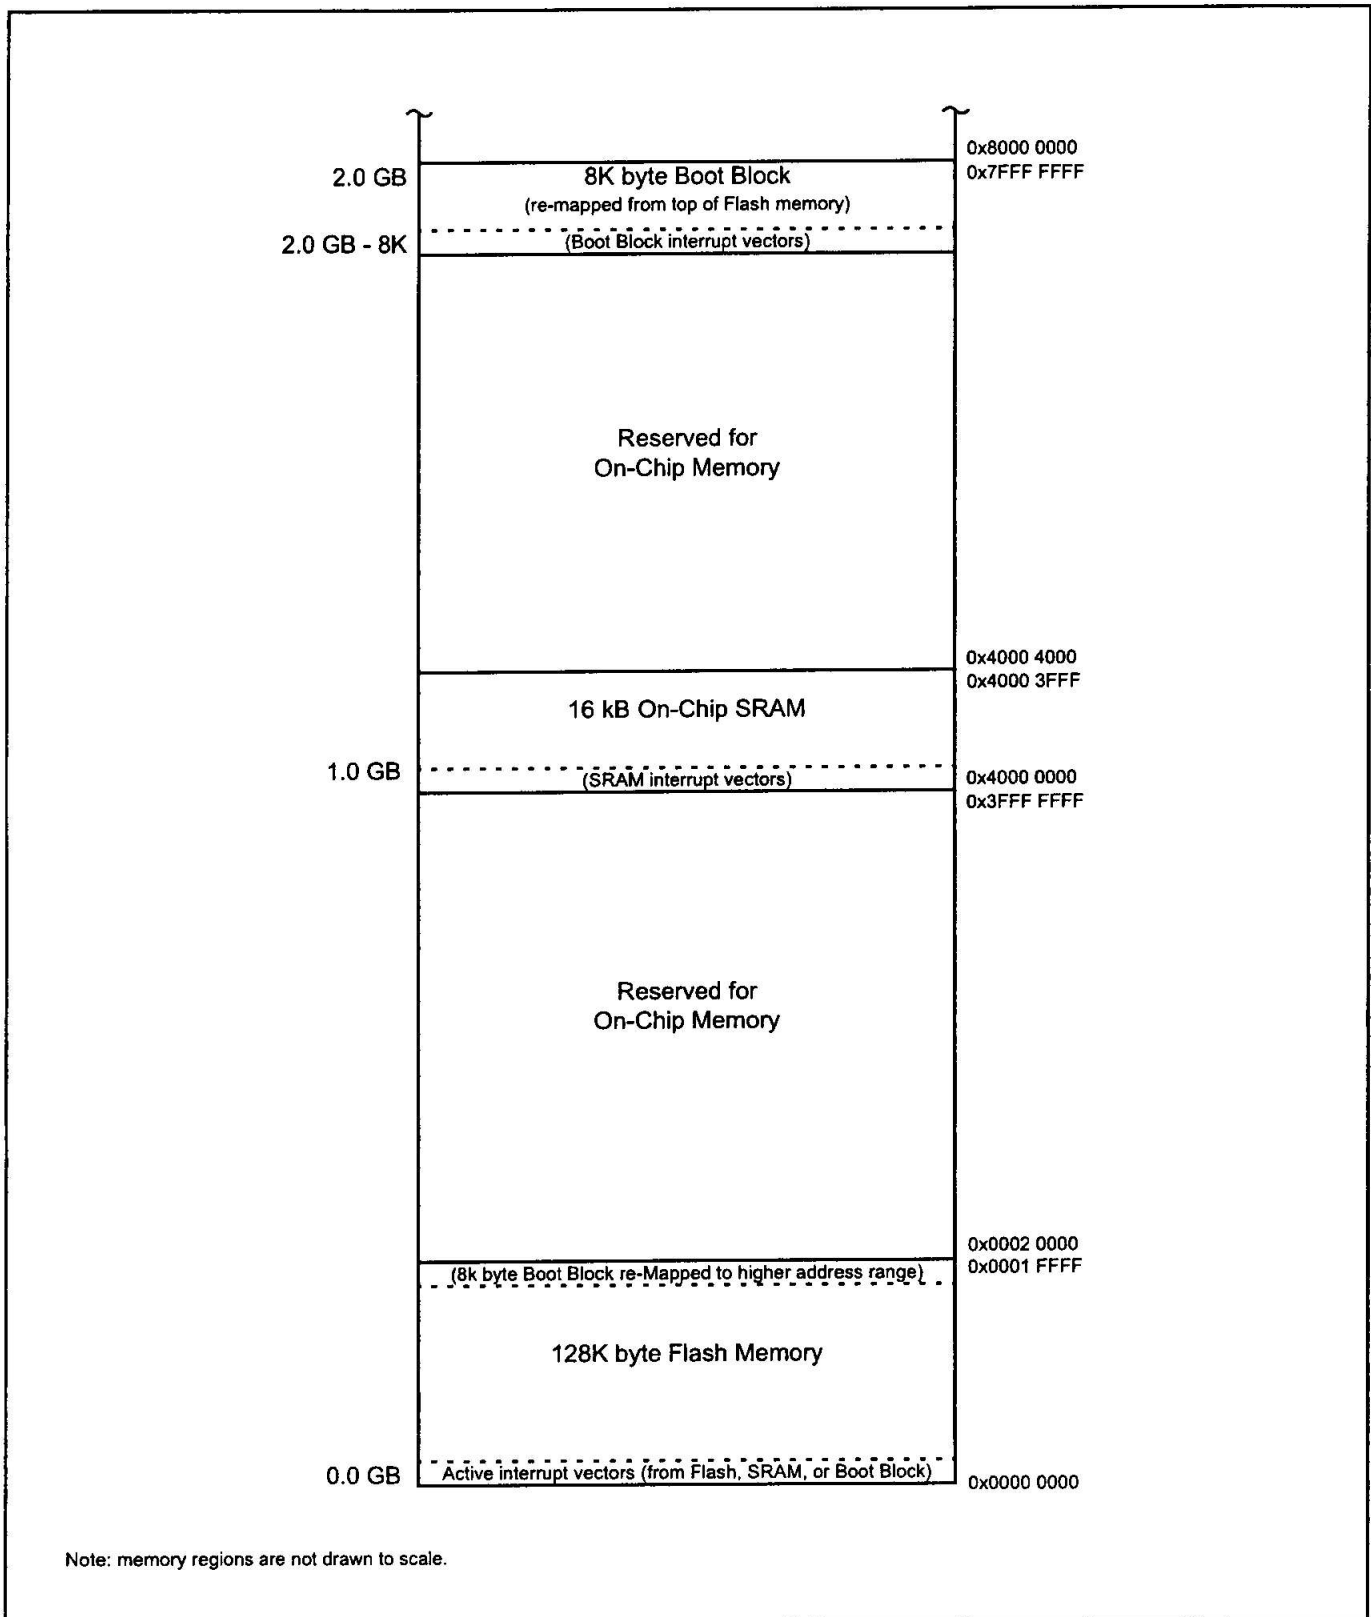 0x8000 0000
2.0 GB
8K byte Boot Block
0x7FFF FFFF
(re-mapped from top of Flash memory)
2.0 GB - 8K
(Boot Block interrupt vectors)
Reserved for
On-Chip Memory
0x4000 4000
0x4000 3FFF
16 kB On-Chip SRAM
1.0 GB
(SRAM interrupt vectors)
0x4000 0000
0x3FFF FFFF
Reserved for
On-Chip Memory
0x0002 0000
(8k byte Boot Block re-Mapped to higher address range)
0x0001 FFFF
128K byte Flash Memory
0.0 GB
Active interrupt vectors (from Flash, SRAM, or Boot Block)
0x0000 0000
Note: memory regions are not drawn to scale.